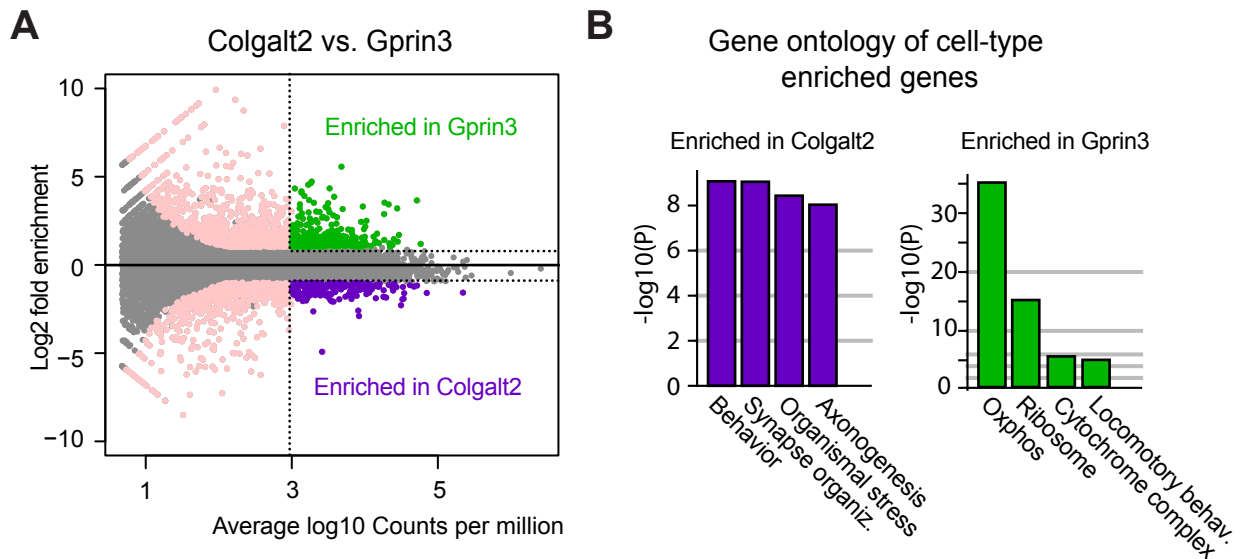 A
Colgalt2 vs. Gprin3
10
5
0
−5
−10
Log2 fold enrichment
Enriched in Gprin3
Enriched in Colgalt2
1
3
5
Average log10 Counts per million
B
Gene ontology of cell-type
enriched genes
Enriched in Colgalt2
8
6
4
2
0
-log10(P)
Behavior
Synapse organiz.
Organismal stress
Axonogenesis
Enriched in Gprin3
30
20
10
0
-log10(P)
Oxphos
Ribosome
Cytochrome complex
Locomotory behav.